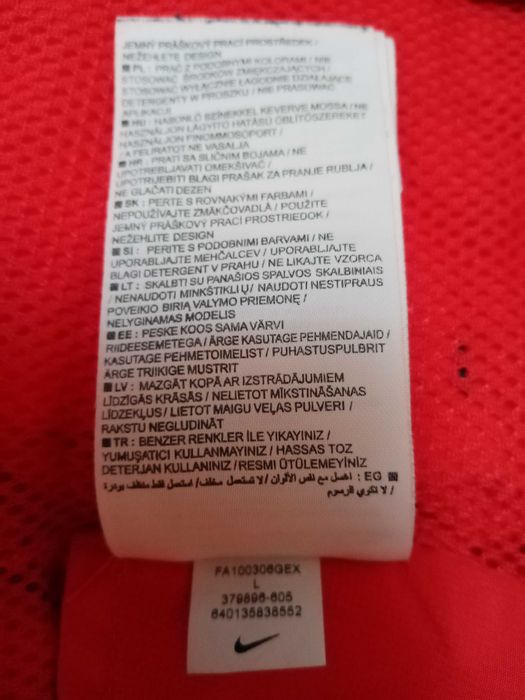 JEMNÝ PRÁŠKOVÝ PRACÍ PROSTŘEDEK /
NEŽEHLETE DESIGN
PL : PRAĆ Z PODOBNYMI KOLORAMI / NIE
STOSOWAĆ ŚRODKÓW ZMIĘKCZAJĄCYCH /
STOSOWAĆ WYŁĄCZNIE ŁAGODNIE DZIAŁAJĄCE
DETERGENTY W PROSZKU / NIE PRASOWAĆ
APLIKACJI
HU : HASONLÓ SZÍNEKKEL KEVERVE MOSSA / NE
HASZNÁLJON LÁGYÍTÓ HATÁSÚ ÖBLÍTŐSZEREKET /
HASZNÁLJON FINOMMOSÓPORT /
A FELIRATOT NE VASALJA
HR : PRATI SA SLIČNIM BOJAMA / NE
UPOTREBLJAVATI OMEKŠIVAČ /
UPOTRIJEBITI BLAGI PRAŠAK ZA PRANJE RUBLJA /
NE GLAČATI DEZEN
SK : PERTE S ROVNAKÝMI FARBAMI /
NEPOUŽÍVAJTE ZMÄKČOVADLÁ / POUŽITE
JEMNÝ PRÁŠKOVÝ PRACÍ PROSTRIEDOK /
NEŽEHLITE DESIGN
SI : PERITE S PODOBNIMI BARVAMI / NE
UPORABLJAJTE MEHČALCEV / UPORABLJAJTE
BLAGI DETERGENT V PRAHU / NE LIKAJTE VZORCA
LT : SKALBTI SU PANAŠIOS SPALVOS SKALBINIAIS
/ NENAUDOTI MINKŠTIKLIŲ / NAUDOTI NESTIPRAUS
POVEIKIO BIRIĄ VALYMO PRIEMONĘ /
NELYGINAMAS MODELIS
EE : PESKE KOOS SAMA VÄRVI
RIIDEESEMETEGA / ÄRGE KASUTAGE PEHMENDAJAID /
KASUTAGE PEHMETOIMELIST / PUHASTUSPULBRIT
ÄRGE TRIIKIGE MUSTRIT
LV : MAZGĀT KOPĀ AR IZSTRĀDĀJUMIEM
LĪDZĪGĀS KRĀSĀS / NELIETOT MĪKSTINĀŠANAS
LĪDZEKĻUS / LIETOT MAIGU VEĻAS PULVERI /
RAKSTU NEGLUDINĀT
TR : BENZER RENKLER İLE YIKAYINIZ /
YUMUŞATICI KULLANMAYINIZ / HASSAS TOZ
DETERJAN KULLANINIZ / RESMİ ÜTÜLEMEYİNİZ
EG : اغسل مع نفس الألوان / لا تستعمل مخفف / استعمل فقط منظف بودرة
/ لا تكوي الرسوم
FA100306GEX
L
379896-605
640135838552